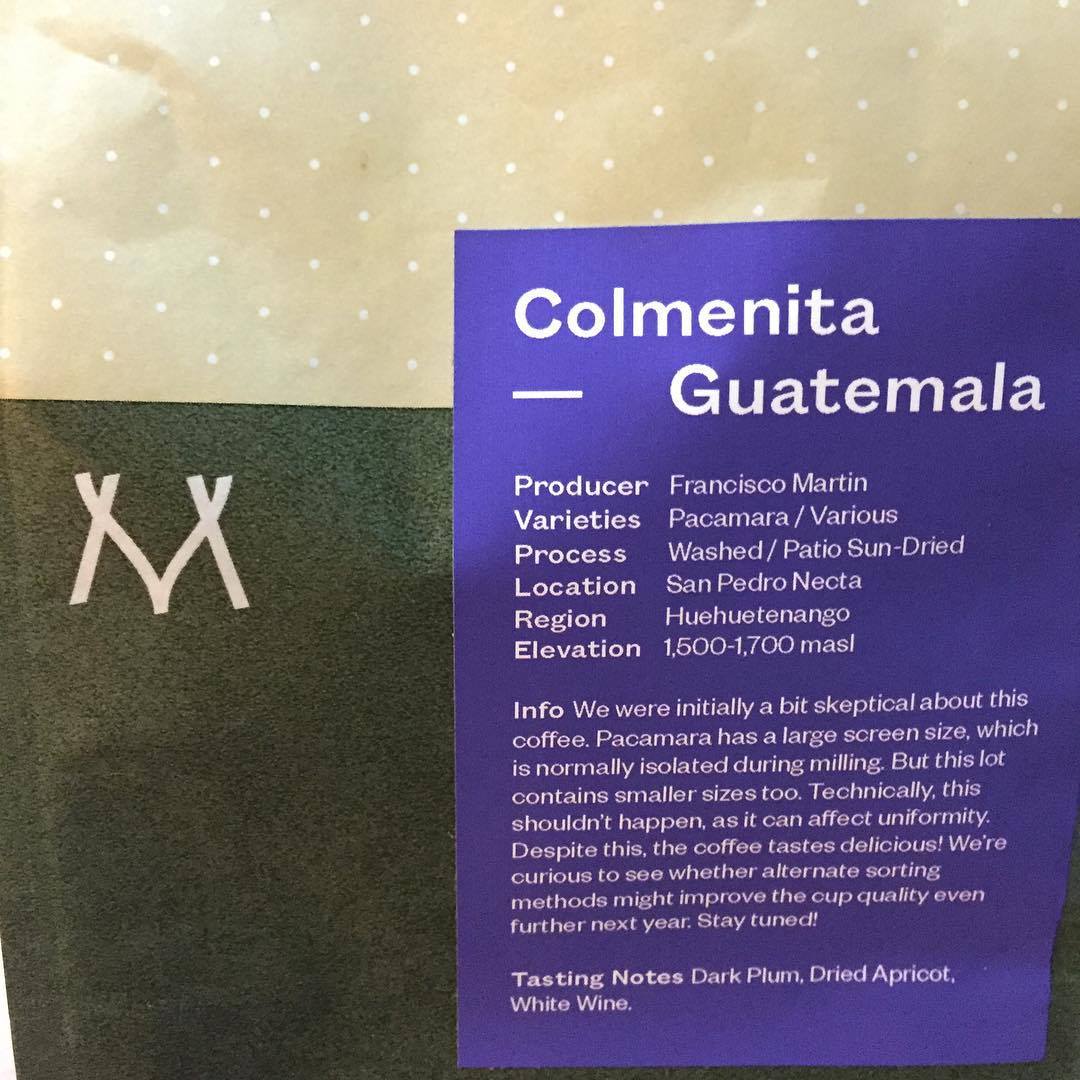 M
Colmenita
— Guatemala
Producer Francisco Martin
Varieties Pacamara / Various
Process Washed / Patio Sun-Dried
Location San Pedro Necta
Region Huehuetenango
Elevation 1,500-1,700 masl
Info We were initially a bit skeptical about this
coffee. Pacamara has a large screen size, which
is normally isolated during milling. But this lot
contains smaller sizes too. Technically, this
shouldn't happen, as it can affect uniformity.
Despite this, the coffee tastes delicious! We're
curious to see whether alternate sorting
methods might improve the cup quality even
further next year. Stay tuned!
Tasting Notes Dark Plum, Dried Apricot,
White Wine.